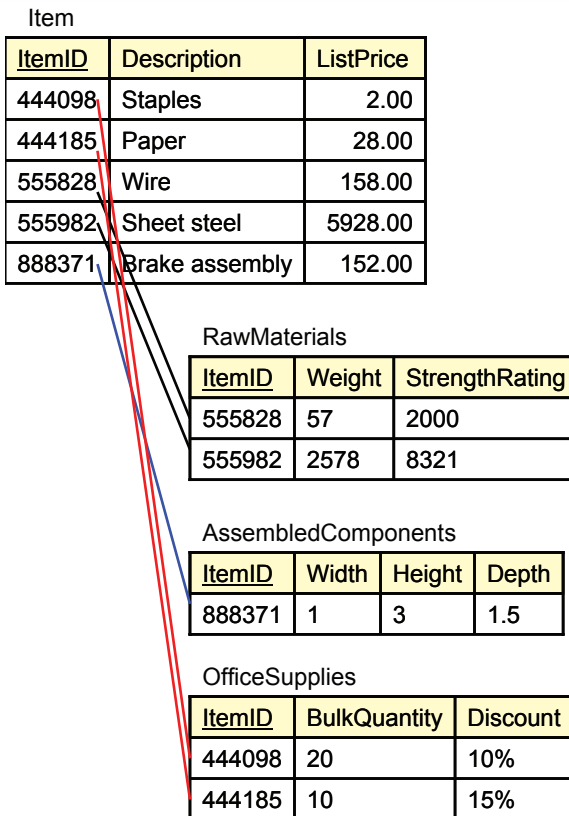 Item
ItemID Description ListPrice
444098 Staples 2.00
444185 Paper 28.00
555828 Wire 158.00
555982 Sheet steel 5928.00
888371 Brake assembly 152.00
RawMaterials
ItemID Weight StrengthRating
555828 57 2000
555982 2578 8321
AssembledComponents
ItemID Width Height Depth
888371 1 3 1.5
OfficeSupplies
ItemID BulkQuantity Discount
444098 20 10%
444185 10 15%